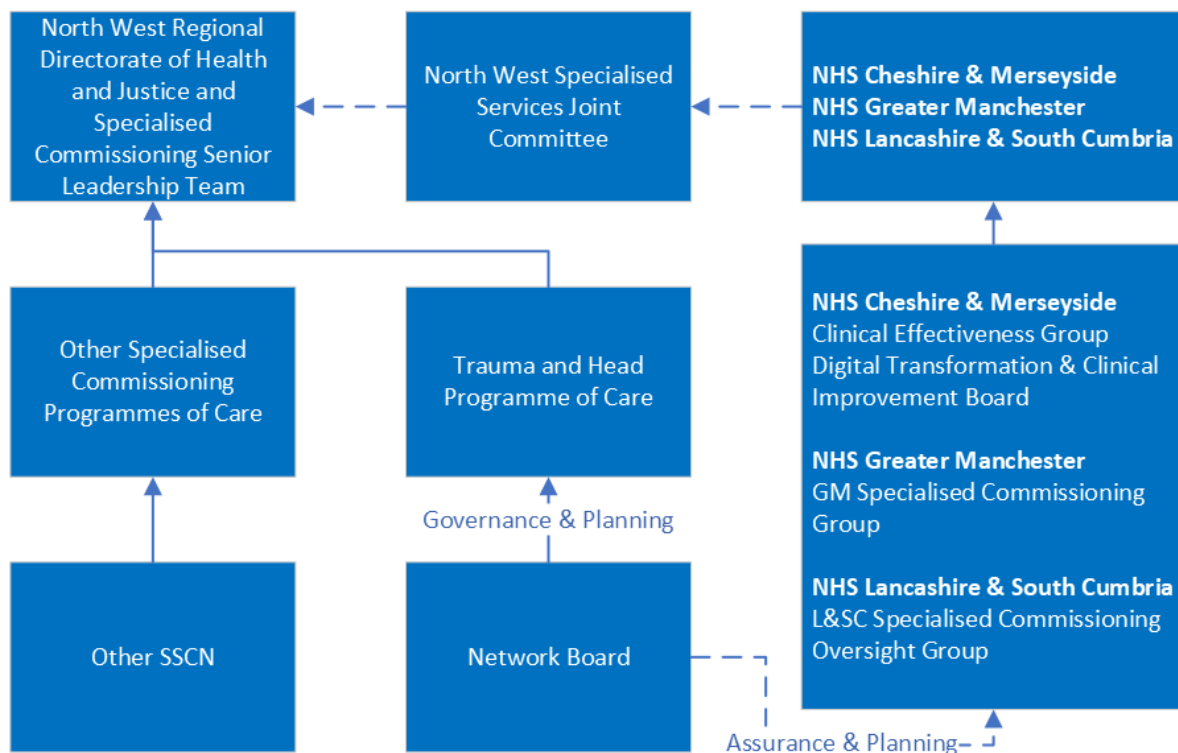 North West Regional
Directorate of Health
and Justice and
Specialised
Commissioning Senior
Leadership Team
North West Specialised
Services Joint
Committee
NHS Cheshire & Merseyside
NHS Greater Manchester
NHS Lancashire & South Cumbria
Other Specialised
Commissioning
Programmes of Care
Trauma and Head
Programme of Care
NHS Cheshire & Merseyside
Clinical Effectiveness Group
Digital Transformation & Clinical
Improvement Board
NHS Greater Manchester
GM Specialised Commissioning
Group
NHS Lancashire & South Cumbria
L&SC Specialised Commissioning
Oversight Group
Governance & Planning
Other SSCN
Network Board
Assurance & Planning